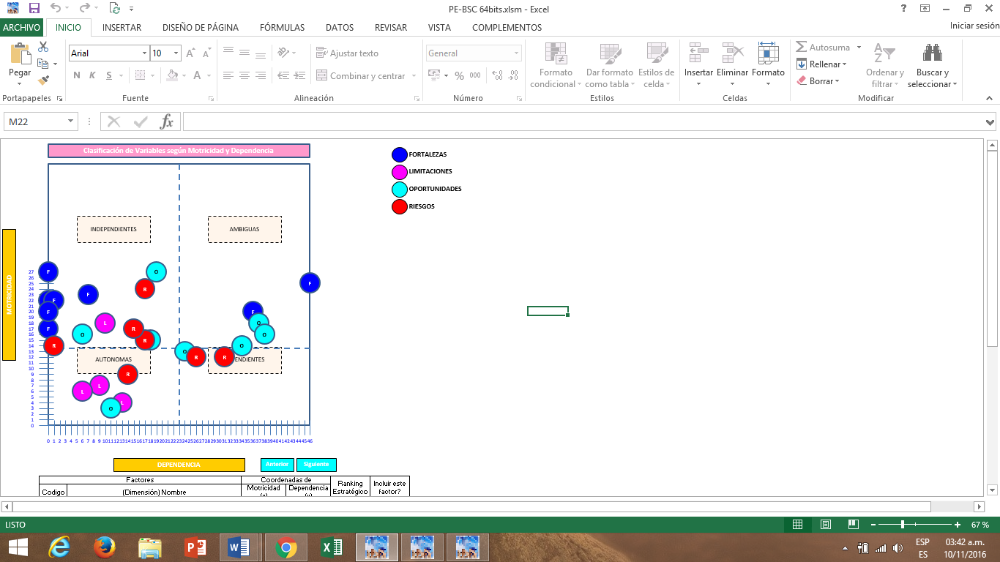 PE-BSC 64bits.xlsm - Excel
ARCHIVO INICIO INSERTAR DISEÑO DE PÁGINA FÓRMULAS DATOS REVISAR VISTA COMPLEMENTOS Iniciar sesión
Pegar
Portapapeles
Arial 10
N K S
Fuente
Ajustar texto
Combinar y centrar
Alineación
General
% 000
Número
Formato condicional
Dar formato como tabla
Estilos de celda
Estilos
Insertar Eliminar Formato
Celdas
Autosuma
Rellenar
Borrar
Ordenar y filtrar
Buscar y seleccionar
Modificar
M22
fx
Clasificación de Variables según Motricidad y Dependencia
FORTALEZAS
LIMITACIONES
OPORTUNIDADES
RIESGOS
INDEPENDIENTES
AMBIGUAS
MOTRICIDAD
27
26
25
24
23
22
21
20
19
18
17
16
15
14
13
12
11
10
9
8
7
6
5
4
3
2
1
0
F
O
R
F
F
F
F
F
F
L
O
O
R
O
R
R
O
O
R
R
AUTONOMAS
ENDIENTES
R
L
L
L
O
0 1 2 3 4 5 6 7 8 9 10 11 12 13 14 15 16 17 18 19 20 21 22 23 24 25 26 27 28 29 30 31 32 33 34 35 36 37 38 39 40 41 42 43 44 45 46
DEPENDENCIA
Anterior Siguiente
Factores
Coordenadas de
Ranking Estratégico
Incluir este factor?
Codigo
(Dimensión) Nombre
Motricidad
Dependencia
LISTO
67 %
ESP
ES
03:42 a.m.
10/11/2016